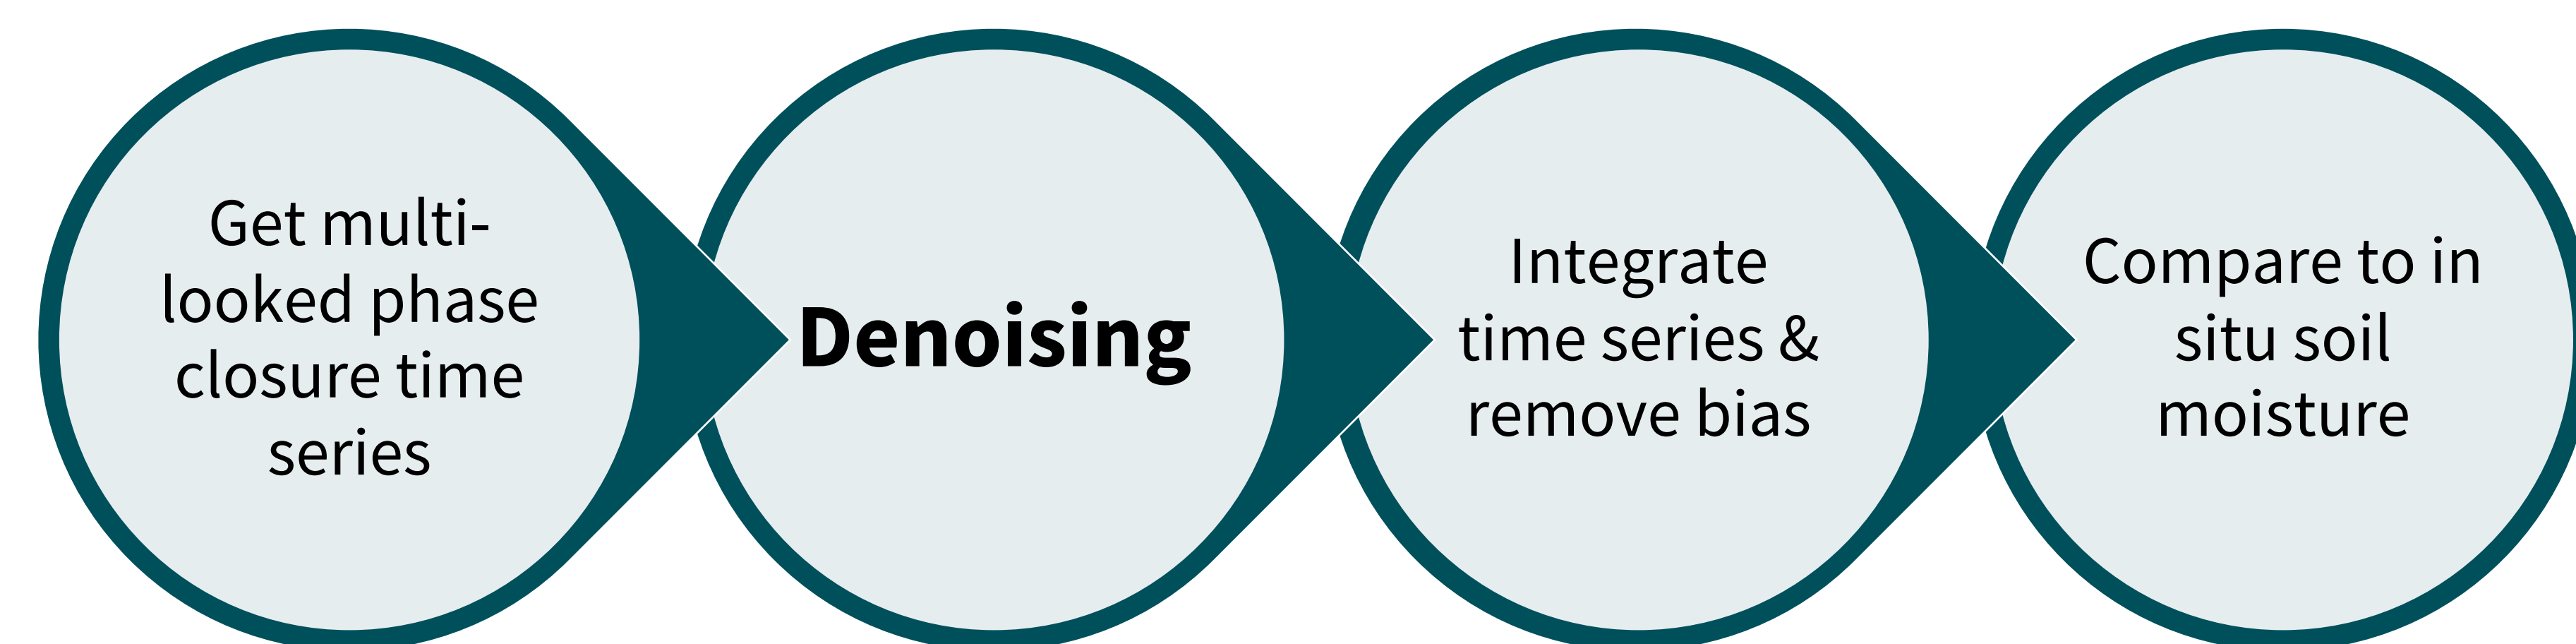 Get multi-
looked phase
closure time
series
Denoising
Integrate
time series &
remove bias
Compare to in
situ soil
moisture